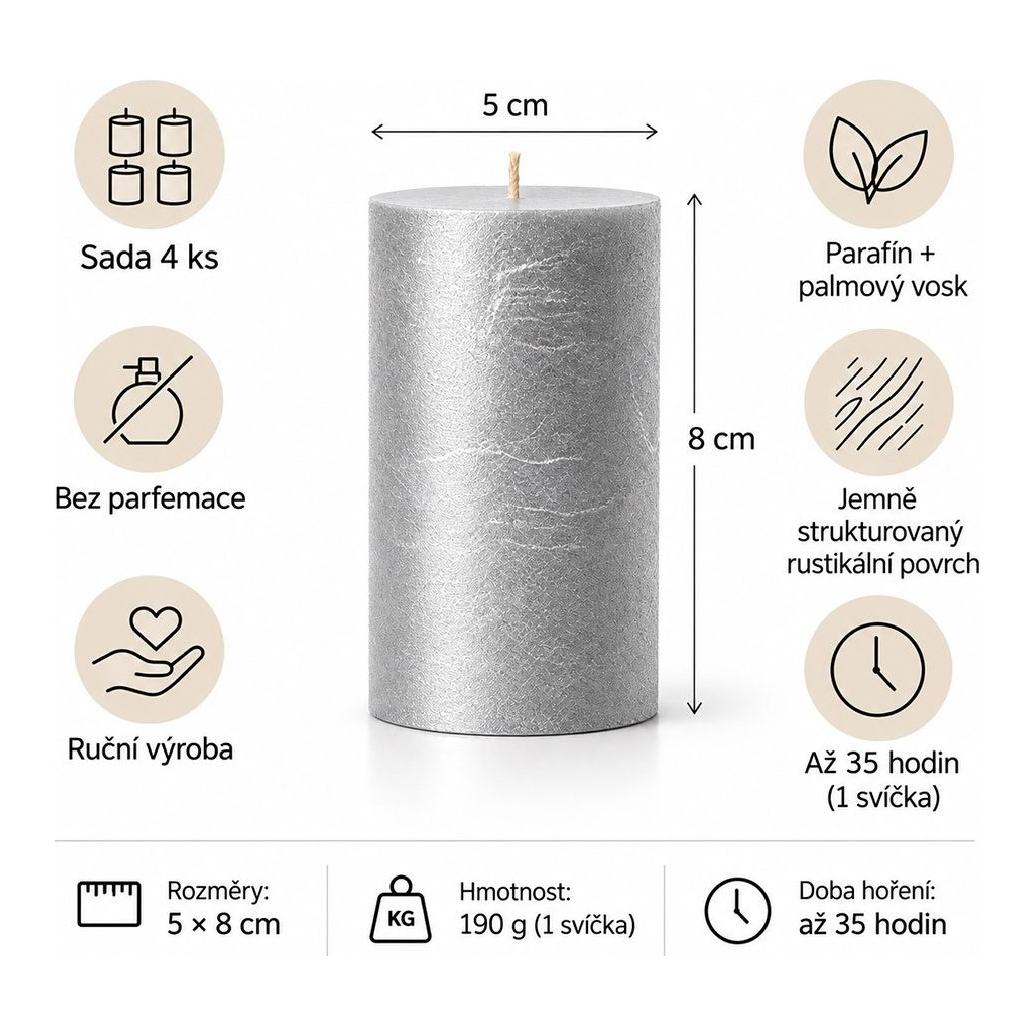 5 cm
Sada 4 ks
Parafín +
palmový vosk
8 cm
Bez parfemace
Jemně
strukturovaný
rustikální povrch
Ruční výroba
Až 35 hodin
(1 svíčka)
Rozměry:
5 × 8 cm
KG
Hmotnost:
190 g (1 svíčka)
Doba hoření:
až 35 hodin